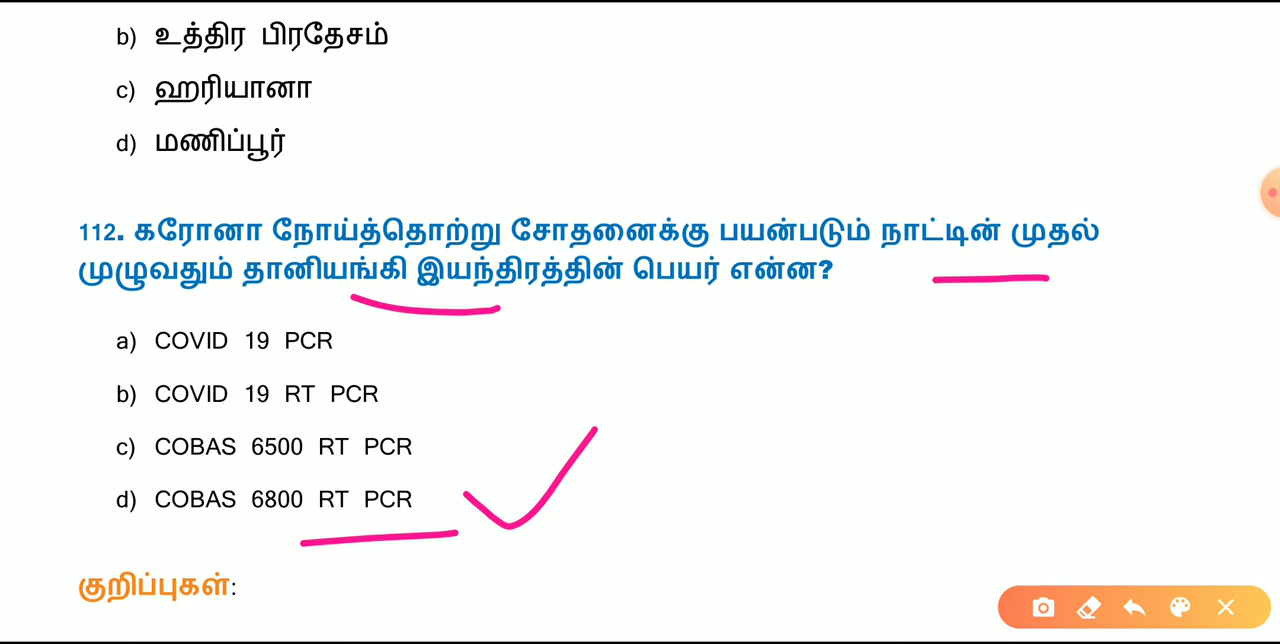 b) உத்திர பிரதேசம்
c) ஹரியானா
d) மணிப்பூர்
112. கரோனா நோய்த்தொற்று சோதனைக்கு பயன்படும் நாட்டின் முதல்
முழுவதும் தானியங்கி இயந்திரத்தின் பெயர் என்ன?
a) COVID 19 PCR
b) COVID 19 RT PCR
c) COBAS 6500 RT PCR
d) COBAS 6800 RT PCR
குறிப்புகள்: